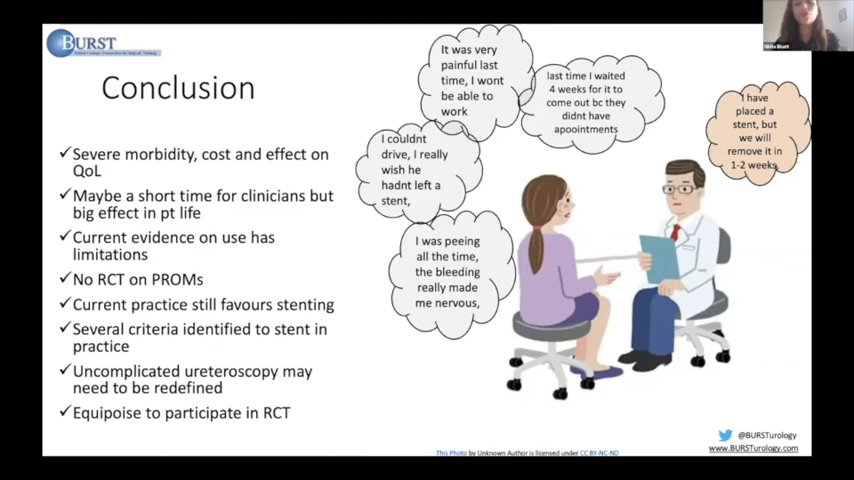 BURST
Conclusion
✓Severe morbidity, cost and effect on
QoL
✓Maybe a short time for clinicians but
big effect in pt life
✓Current evidence on use has
limitations
✓No RCT on PROMs
✓Current practice still favours stenting
✓Several criteria identified to stent in
practice
✓Uncomplicated ureteroscopy may
need to be redefined
✓Equipoise to participate in RCT
It was very
painful last
time, I wont
be able to
work
last time I waited
4 weeks for it to
come out bc they
didnt have
apoointments
I have
placed a
stent, but
we will
remove it in
1-2 weeks,
I couldnt
drive, I really
wish he
hadnt left a
stent,
I was peeing
all the time,
the bleeding
really made
me nervous,
@BURSTurology
www.BURSTurology.com
This Photo by Unknown Author is licensed under CC BY-NC-ND